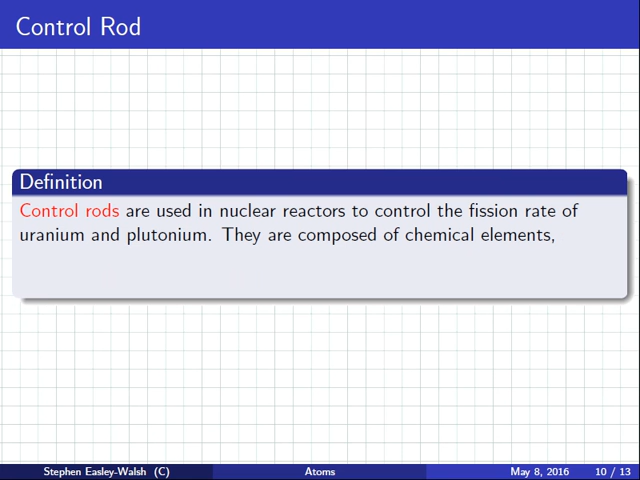 Control Rod
Definition
Control rods are used in nuclear reactors to control the fission rate of
uranium and plutonium. They are composed of chemical elements,
Stephen Easley-Walsh (C) Atoms May 8, 2016 10 / 13